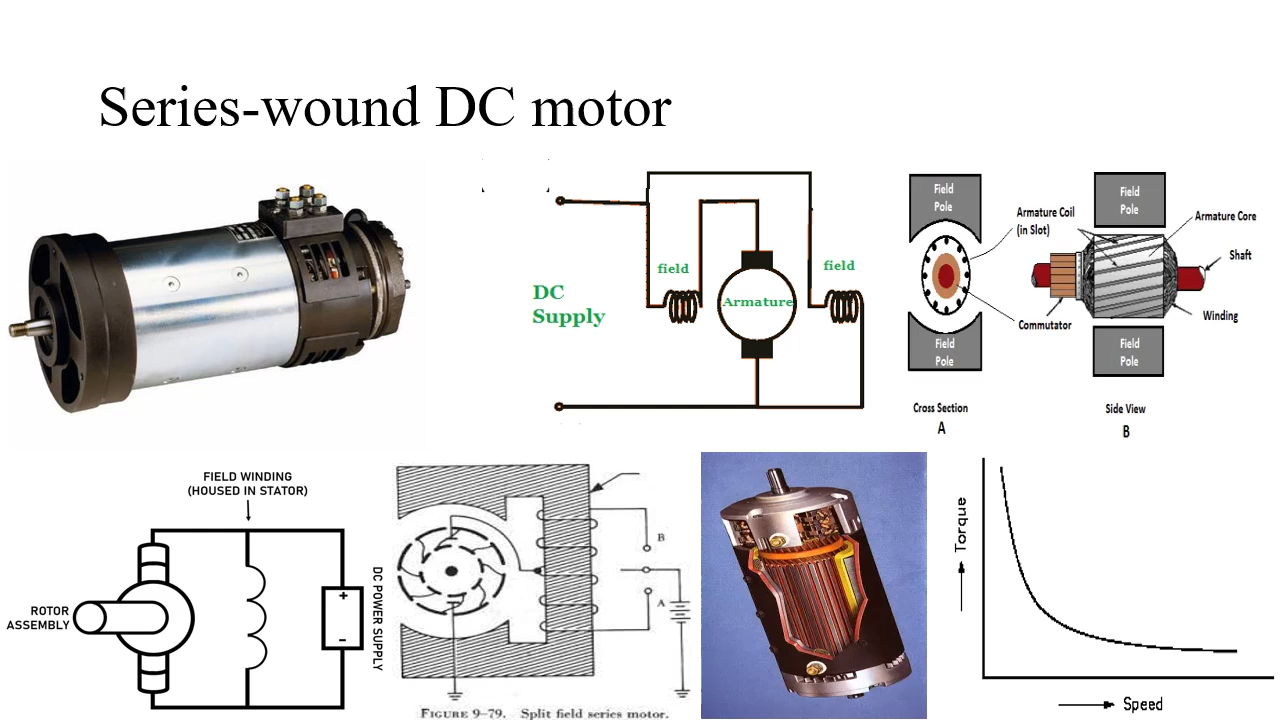 Series-wound DC motor
DC
Supply
field
Armature
field
Field
Pole
Armature Coil
(in Slot)
Commutator
Field
Pole
Cross Section
A
Field
Pole
Armature Core
Shaft
Winding
Field
Pole
Side View
B
FIELD WINDING
(HOUSED IN STATOR)
ROTOR
ASSEMBLY
+
-
DC POWER SUPPLY
B
A
FIGURE 9-79. Split field series motor.
Torque
Speed